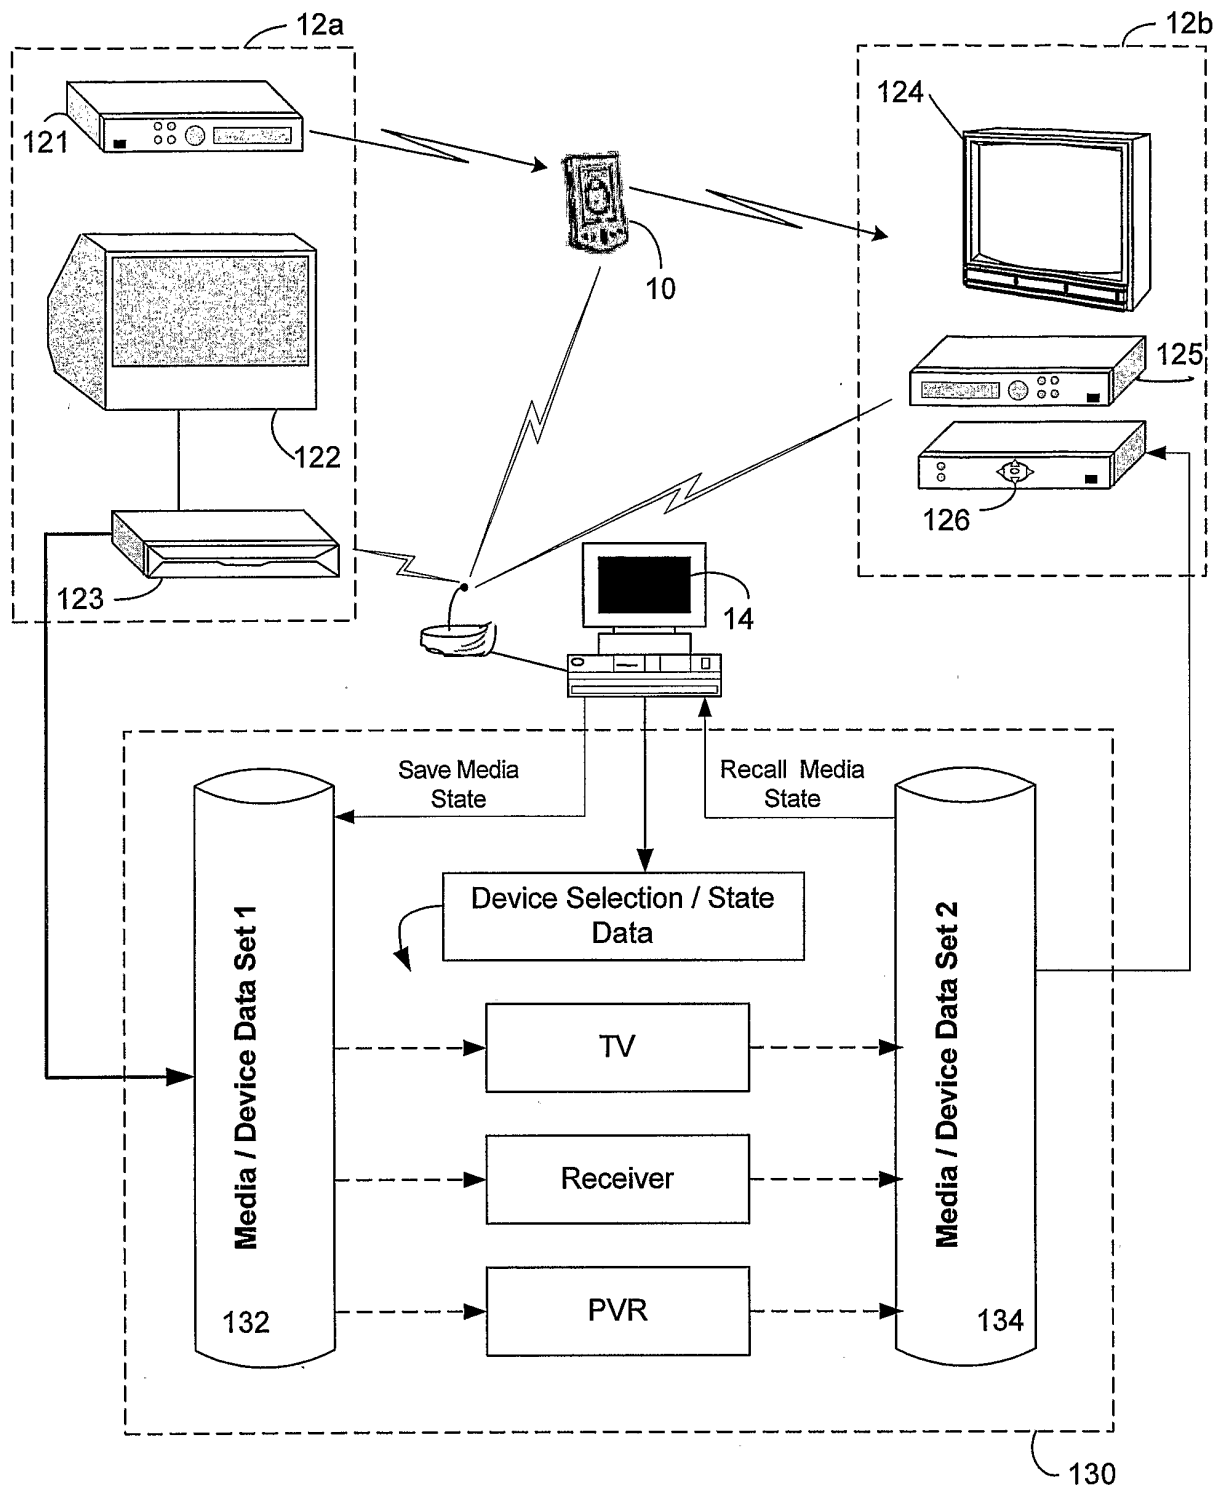 12a
12b
121
124
10
125
122
126
123
14
Save Media
State
Recall Media
State
Device Selection / State
Data
Media / Device Data Set 1
Media / Device Data Set 2
TV
Receiver
PVR
132
134
130